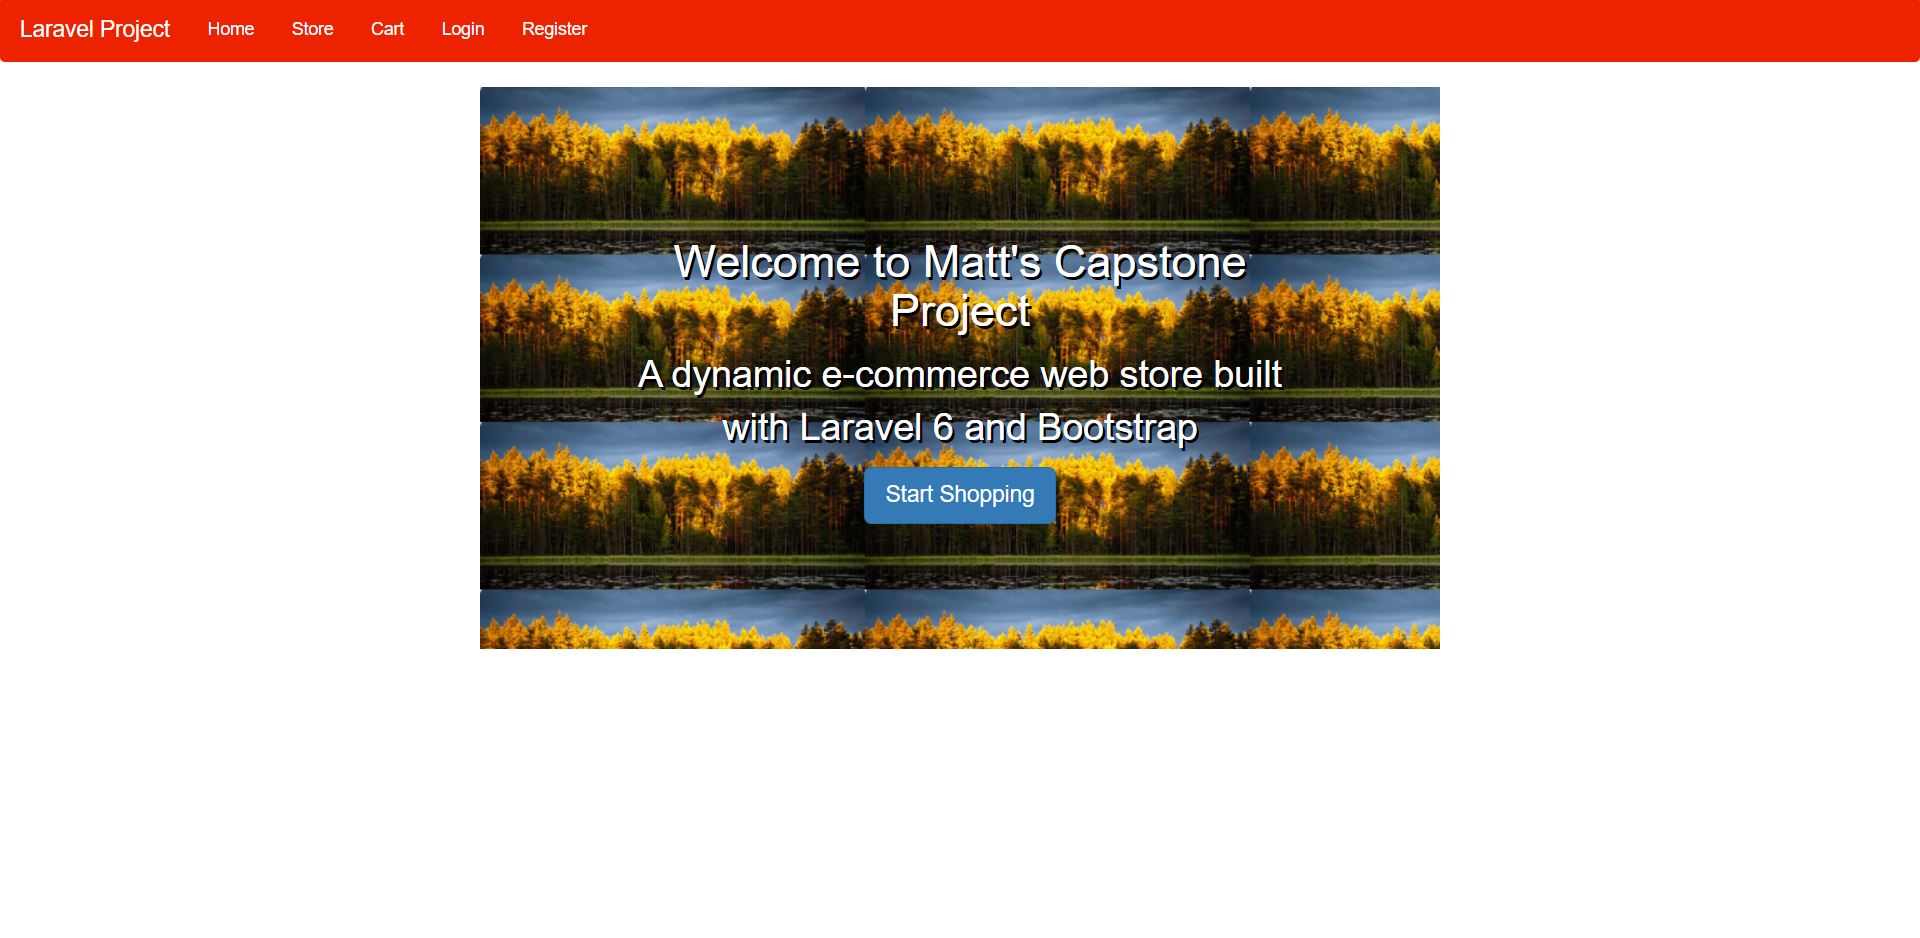 Laravel Project Home Store Cart Login Register
Welcome to Matt's Capstone
Project
A dynamic e-commerce web store built
with Laravel 6 and Bootstrap
Start Shopping